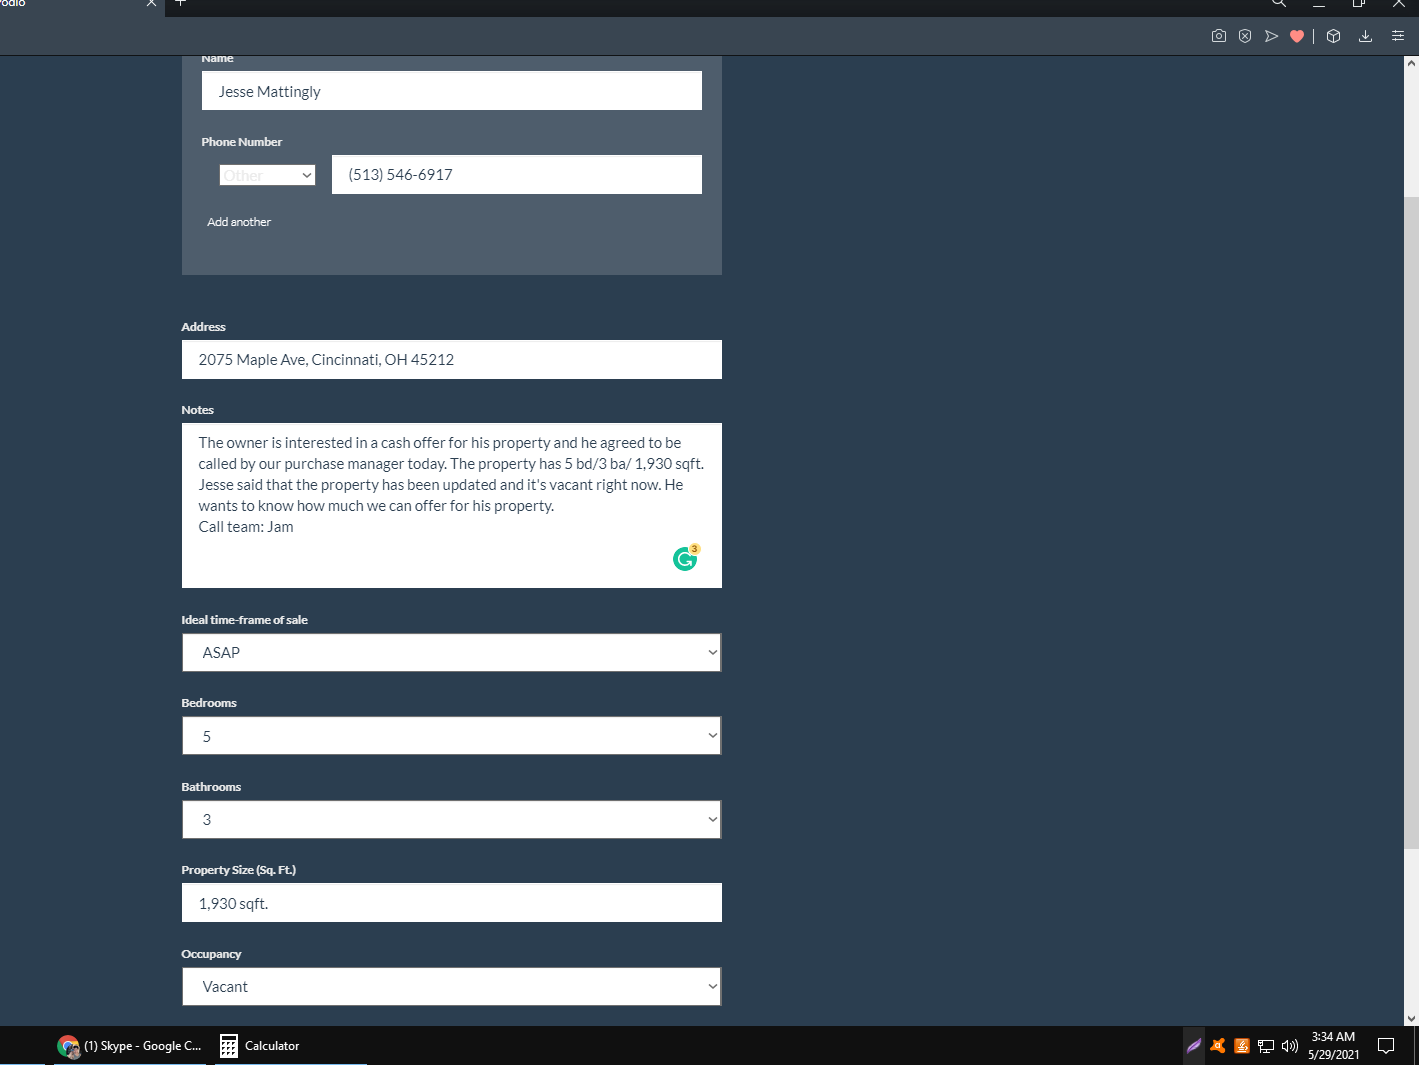 Name
Jesse Mattingly
Phone Number
Other
(513) 546-6917
Add another
Address
2075 Maple Ave, Cincinnati, OH 45212
Notes
The owner is interested in a cash offer for his property and he agreed to be
called by our purchase manager today. The property has 5 bd/3 ba/ 1,930 sqft.
Jesse said that the property has been updated and it's vacant right now. He
wants to know how much we can offer for his property.
Call team: Jam
3
Ideal time-frame of sale
ASAP
Bedrooms
5
Bathrooms
3
Property Size (Sq. Ft.)
1,930 sqft.
Occupancy
Vacant
(1) Skype - Google C...
Calculator
3:34 AM
5/29/2021